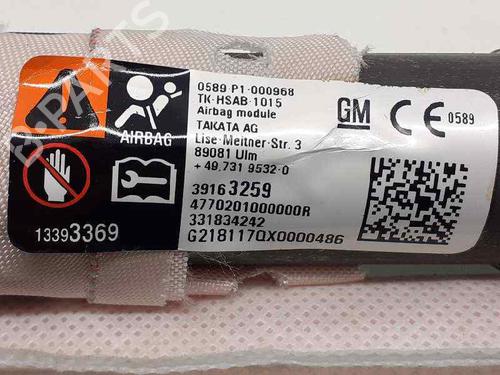 B-PARTS
AIRBAG
13393369
0589 P1-000968
TK-HSAB-1015
Airbag module
TAKATA AG
Lise-Meitner-Str. 3
89081 Ulm
+49.731 9532-0
39163259
4770201000000R
331834242
G218117QX0000486
GM
CE 0589